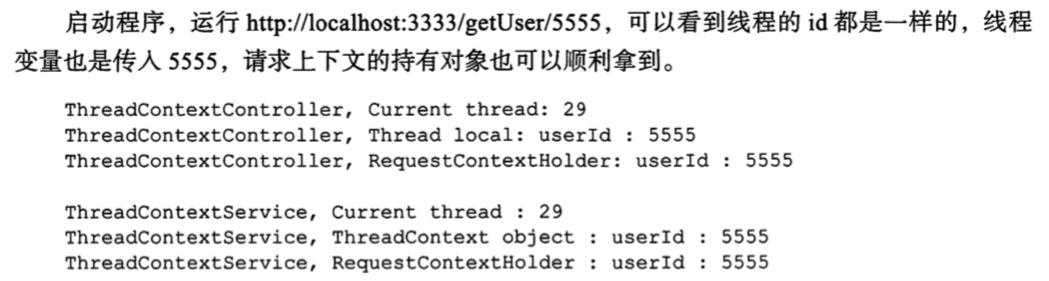 启动程序，运行 http://localhost:3333/getUser/5555，可以看到线程的 id 都是一样的，线程
变量也是传入 5555，请求上下文的持有对象也可以顺利拿到。
ThreadContextController, Current thread: 29
ThreadContextController, Thread local: userId : 5555
ThreadContextController, RequestContextHolder: userId : 5555
ThreadContextService, Current thread : 29
ThreadContextService, ThreadContext object : userId : 5555
ThreadContextService, RequestContextHolder : userId : 5555